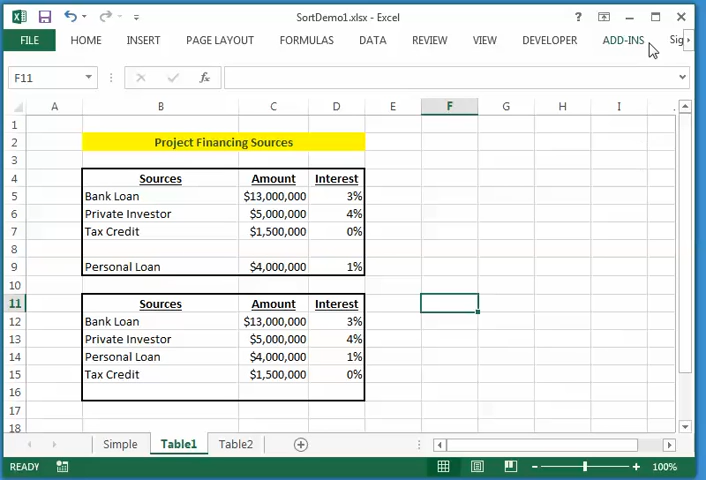 SortDemo1.xlsx - Excel
FILE HOME INSERT PAGE LAYOUT FORMULAS DATA REVIEW VIEW DEVELOPER ADD-INS Sig
F11 fx
A B C D E F G H I
1
2 Project Financing Sources
3
4 Sources Amount Interest
5 Bank Loan $13,000,000 3%
6 Private Investor $5,000,000 4%
7 Tax Credit $1,500,000 0%
8
9 Personal Loan $4,000,000 1%
10
11 Sources Amount Interest
12 Bank Loan $13,000,000 3%
13 Private Investor $5,000,000 4%
14 Personal Loan $4,000,000 1%
15 Tax Credit $1,500,000 0%
16
17
18
Simple Table1 Table2
READY 100%